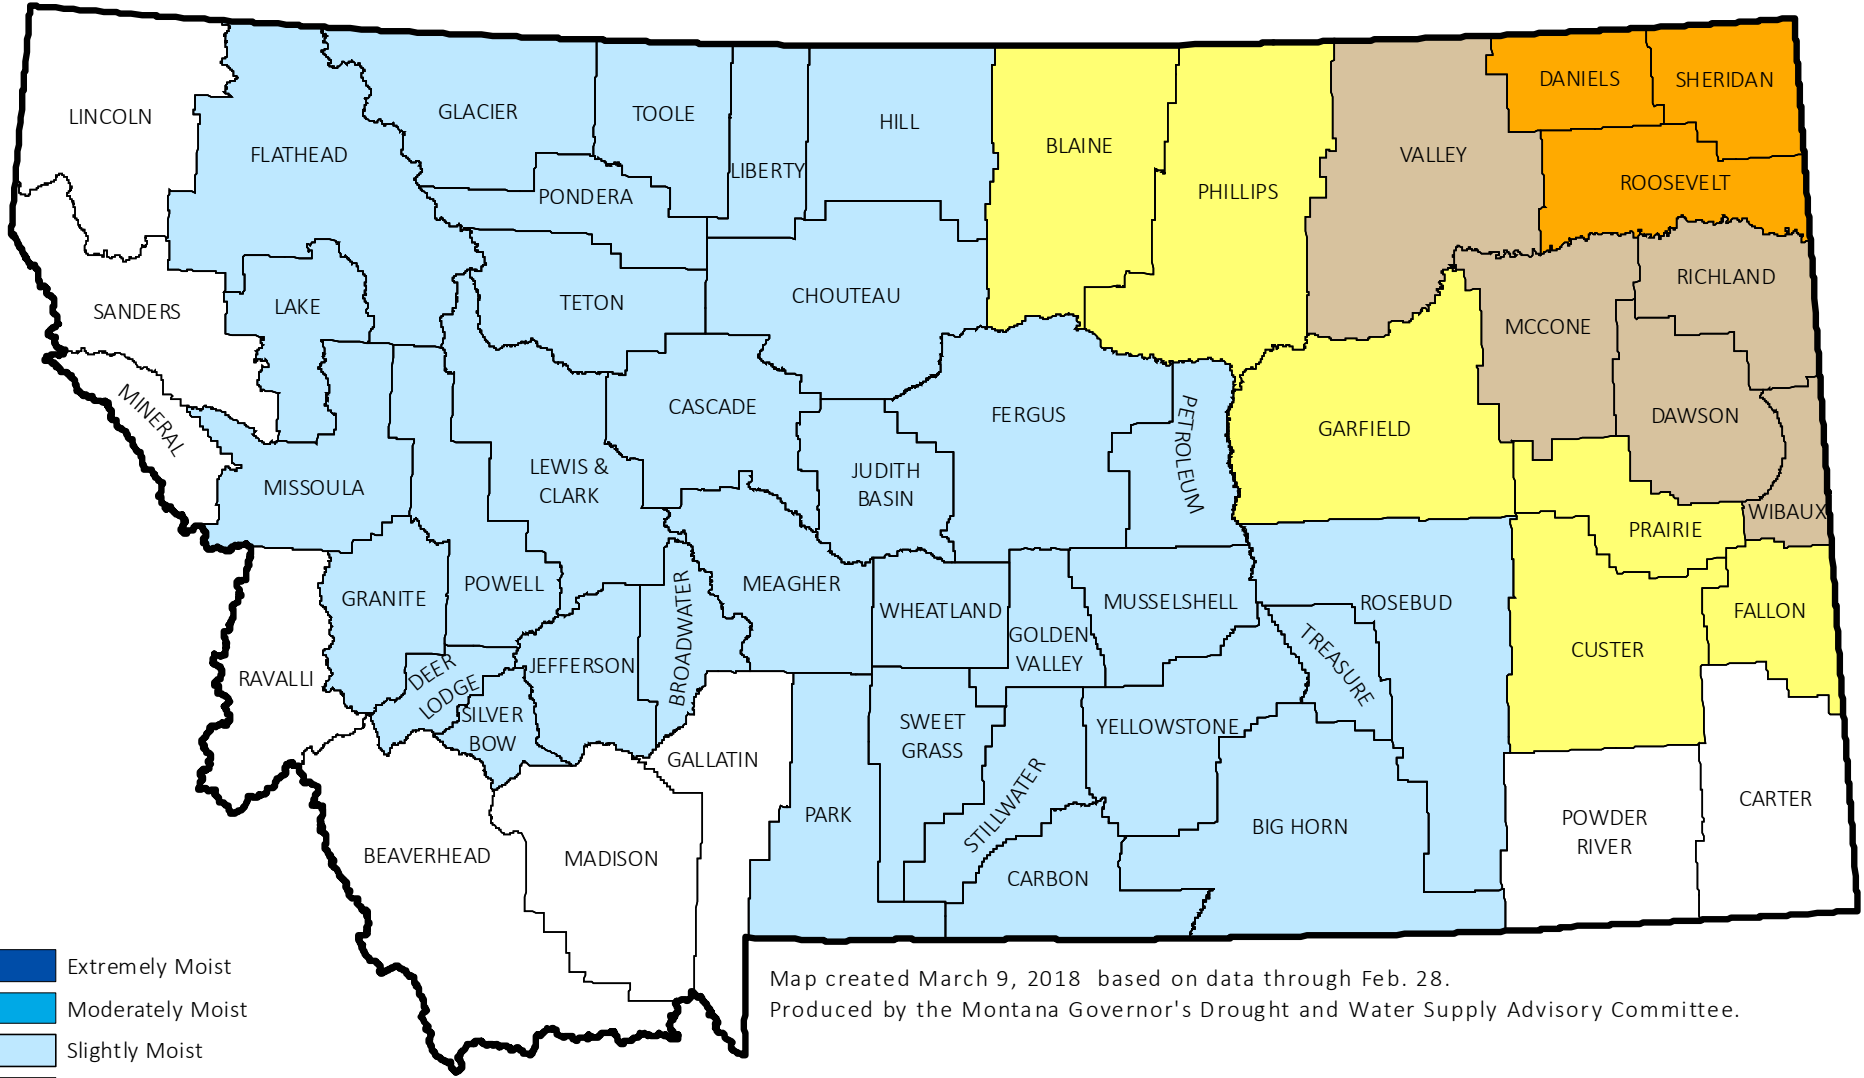 LINCOLN
FLATHEAD
GLACIER
TOOLE
LIBERTY
HILL
BLAINE
PHILLIPS
VALLEY
DANIELS
SHERIDAN
ROOSEVELT
PONDERA
SANDERS
LAKE
TETON
CHOUTEAU
RICHLAND
MCCONE
MINERAL
CASCADE
FERGUS
PETROLEUM
GARFIELD
DAWSON
MISSOULA
LEWIS &
CLARK
JUDITH
BASIN
PRAIRIE
WIBAUX
GRANITE
POWELL
BROADWATER
MEAGHER
WHEATLAND
GOLDEN
VALLEY
MUSSELSHELL
ROSEBUD
TREASURE
CUSTER
FALLON
RAVALLI
DEER
LODGE
SILVER
BOW
JEFFERSON
GALLATIN
SWEET
GRASS
YELLOWSTONE
STILLWATER
PARK
BEAVERHEAD
MADISON
CARBON
BIG HORN
POWDER
RIVER
CARTER
Extremely Moist
Moderately Moist
Slightly Moist
Map created March 9, 2018 based on data through Feb. 28.
Produced by the Montana Governor's Drought and Water Supply Advisory Committee.